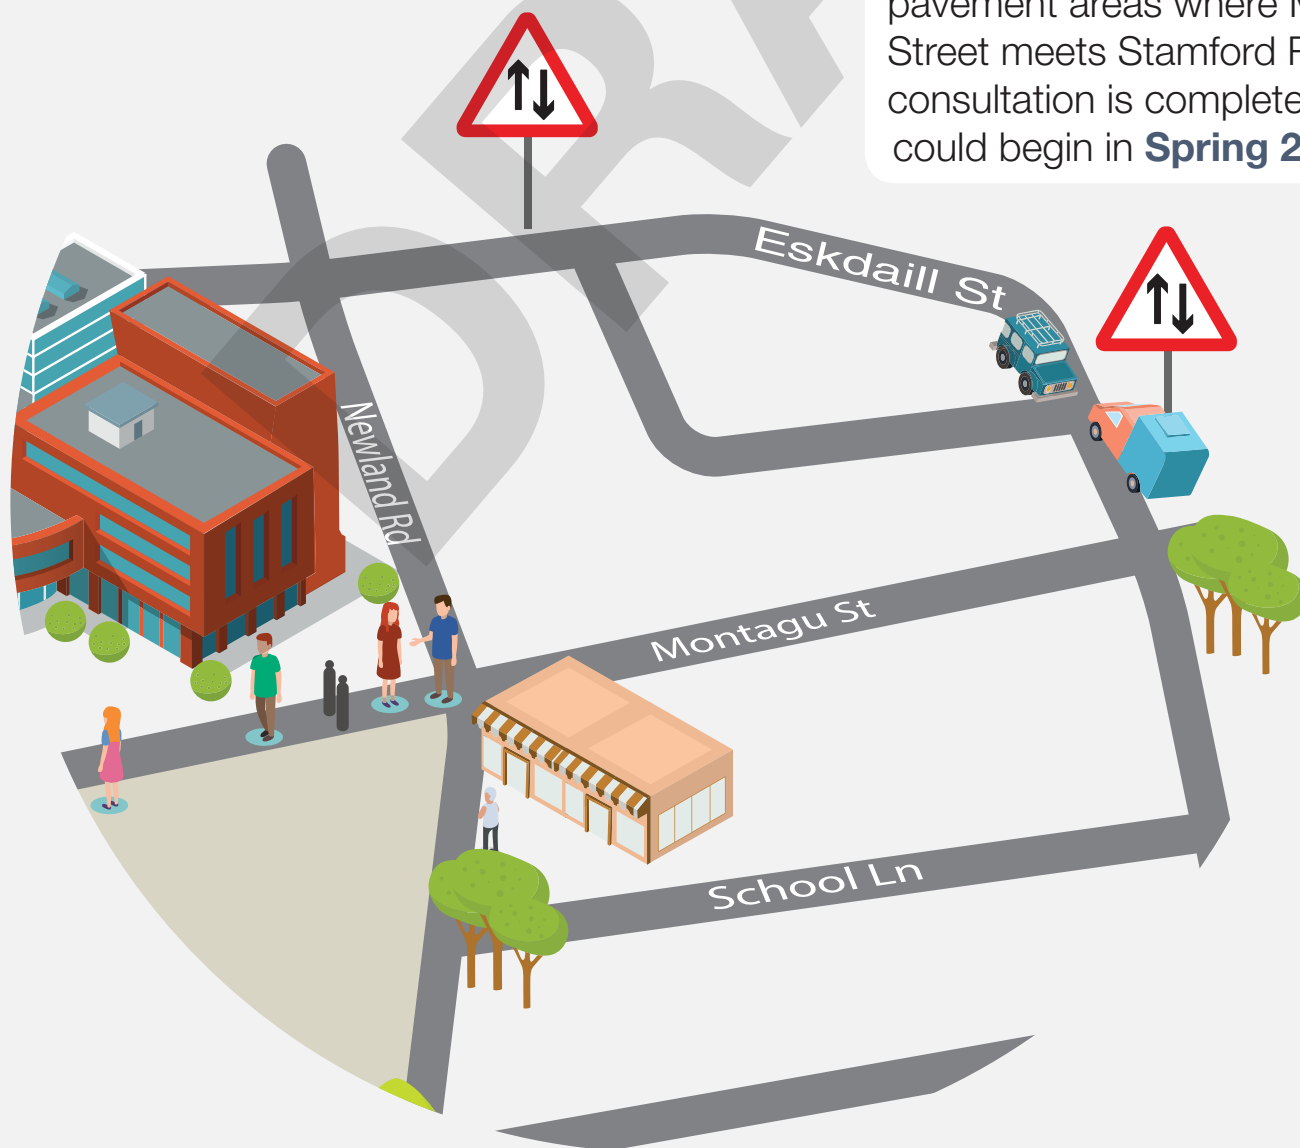 pavement areas where
Street meets Stamford
consultation is complete
could begin in Spring 2
Eskdaill St
Newland Rd
Montagu St
School Ln